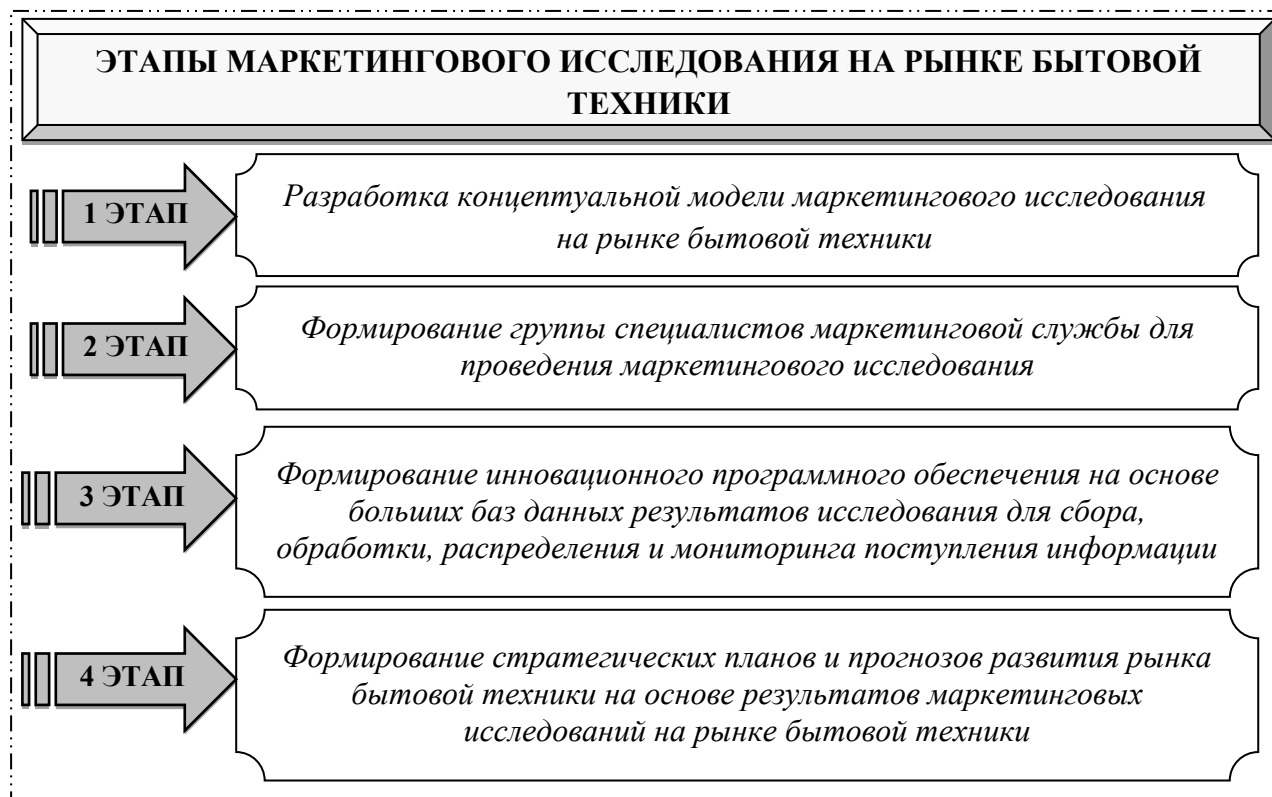 ЭТАПЫ МАРКЕТИНГОВОГО ИССЛЕДОВАНИЯ НА РЫНКЕ БЫТОВОЙ
ТЕХНИКИ
1 ЭТАП
Разработка концептуальной модели маркетингового исследования
на рынке бытовой техники
2 ЭТАП
Формирование группы специалистов маркетинговой службы для
проведения маркетингового исследования
3 ЭТАП
Формирование инновационного программного обеспечения на основе
больших баз данных результатов исследования для сбора,
обработки, распределения и мониторинга поступления информации
4 ЭТАП
Формирование стратегических планов и прогнозов развития рынка
бытовой техники на основе результатов маркетинговых
исследований на рынке бытовой техники